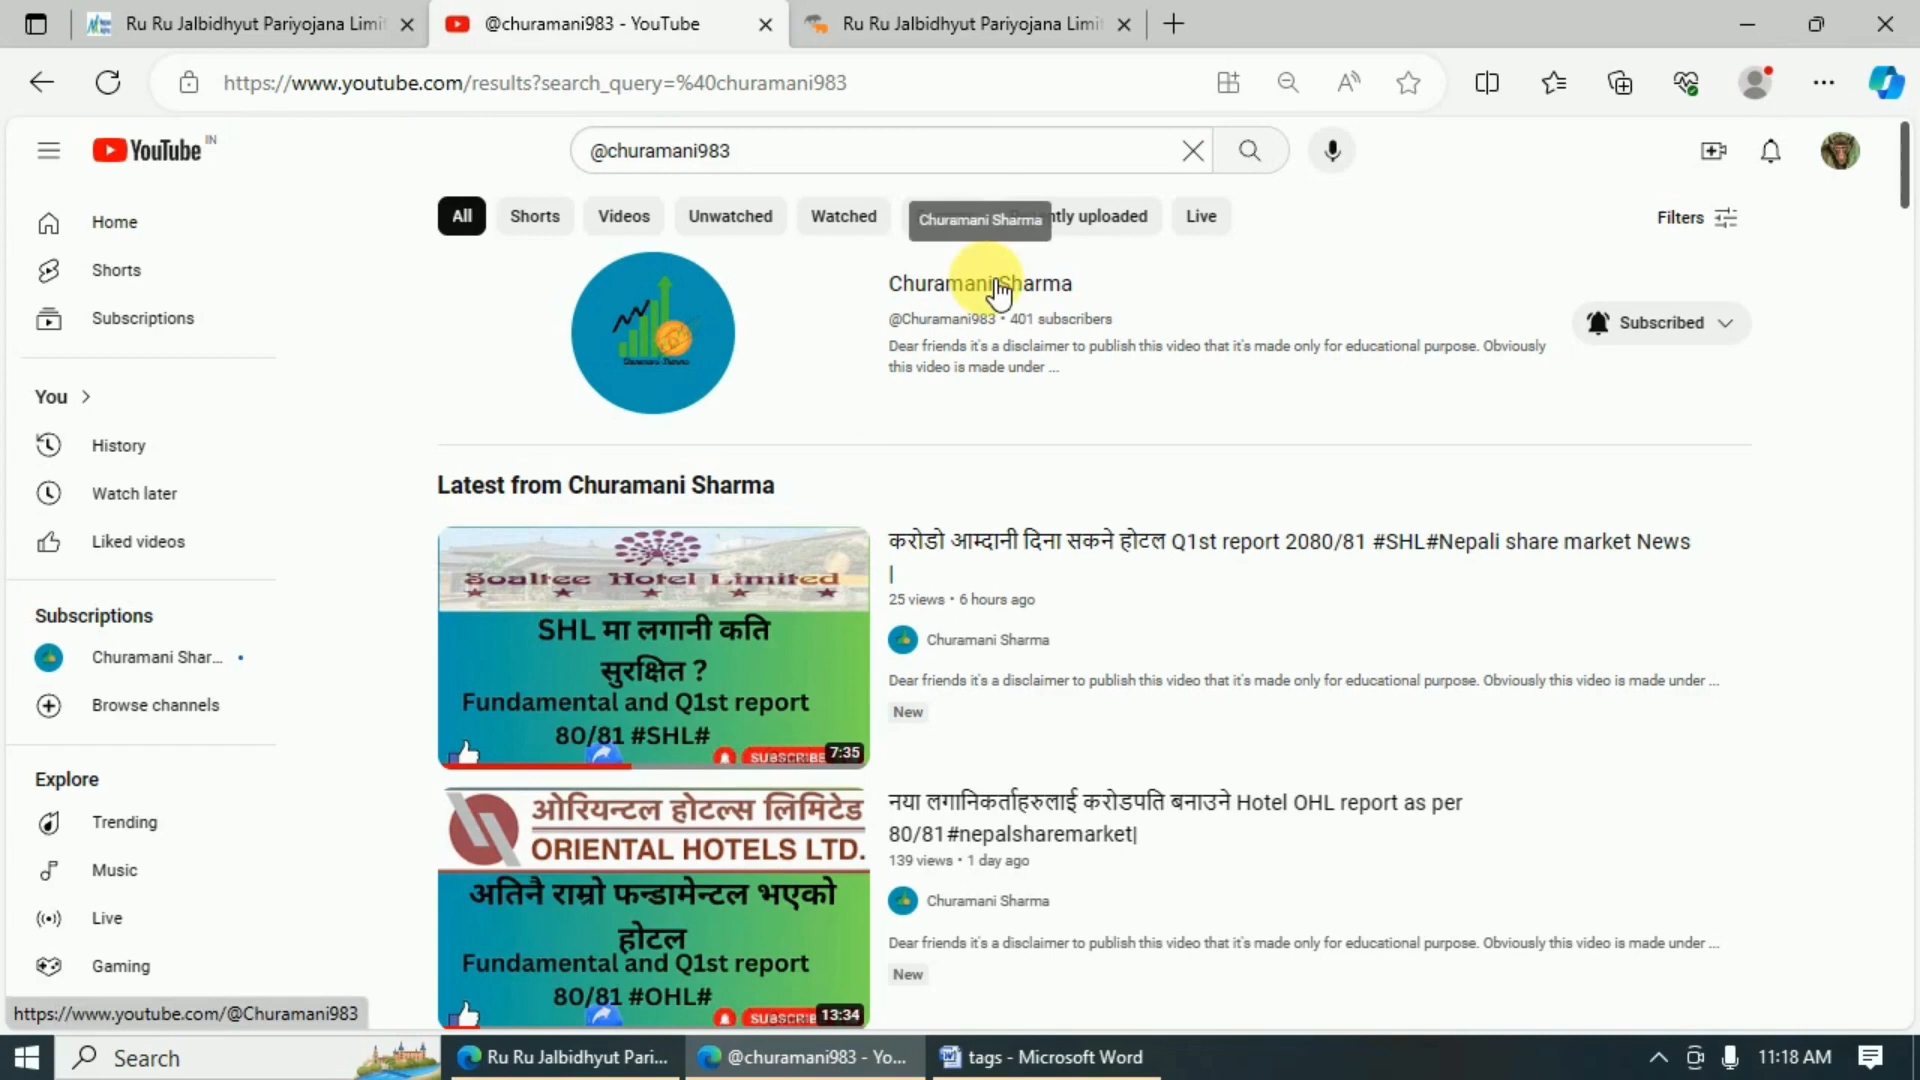 Ru Ru Jalbidhyut Pariyojana Limit
@churamani983 - YouTube
Ru Ru Jalbidhyut Pariyojana Limi
https://www.youtube.com/results?search_query=%40churamani983
YouTube IN
@churamani983
All
Shorts
Videos
Unwatched
Watched
Churamani Sharma
ntly uploaded
Live
Filters
Home
Shorts
Subscriptions
You
History
Watch later
Liked videos
Subscriptions
Churamani Shar...
Browse channels
Explore
Trending
Music
Live
Gaming
Churamani Sharma
@Churamani983 • 401 subscribers
Dear friends it's a disclaimer to publish this video that it's made only for educational purpose. Obviously
this video is made under ...
Subscribed
Latest from Churamani Sharma
Soaltee Hotel Limited
SHL मा लगानी कति
सुरक्षित ?
Fundamental and Q1st report
80/81 #SHL#
SUBSCRIBE
7:35
करोडो आम्दानी दिना सकने होटल Q1st report 2080/81 #SHL#Nepali share market News
|
25 views • 6 hours ago
Churamani Sharma
Dear friends it's a disclaimer to publish this video that it's made only for educational purpose. Obviously this video is made under ...
New
ओरियन्टल होटल्स लिमिटेड
ORIENTAL HOTELS LTD.
अतिनै राम्रो फन्डामेन्टल भएको
होटल
Fundamental and Q1st report
80/81 #OHL#
SUBSCRIBE
13:34
नया लगानिकर्ताहरुलाई करोडपति बनाउने Hotel OHL report as per
80/81#nepalsharemarket|
139 views • 1 day ago
Churamani Sharma
Dear friends it's a disclaimer to publish this video that it's made only for educational purpose. Obviously this video is made under ...
New
https://www.youtube.com/@Churamani983
Search
Ru Ru Jalbidhyut Pari...
@churamani983 - Yo...
tags - Microsoft Word
11:18 AM